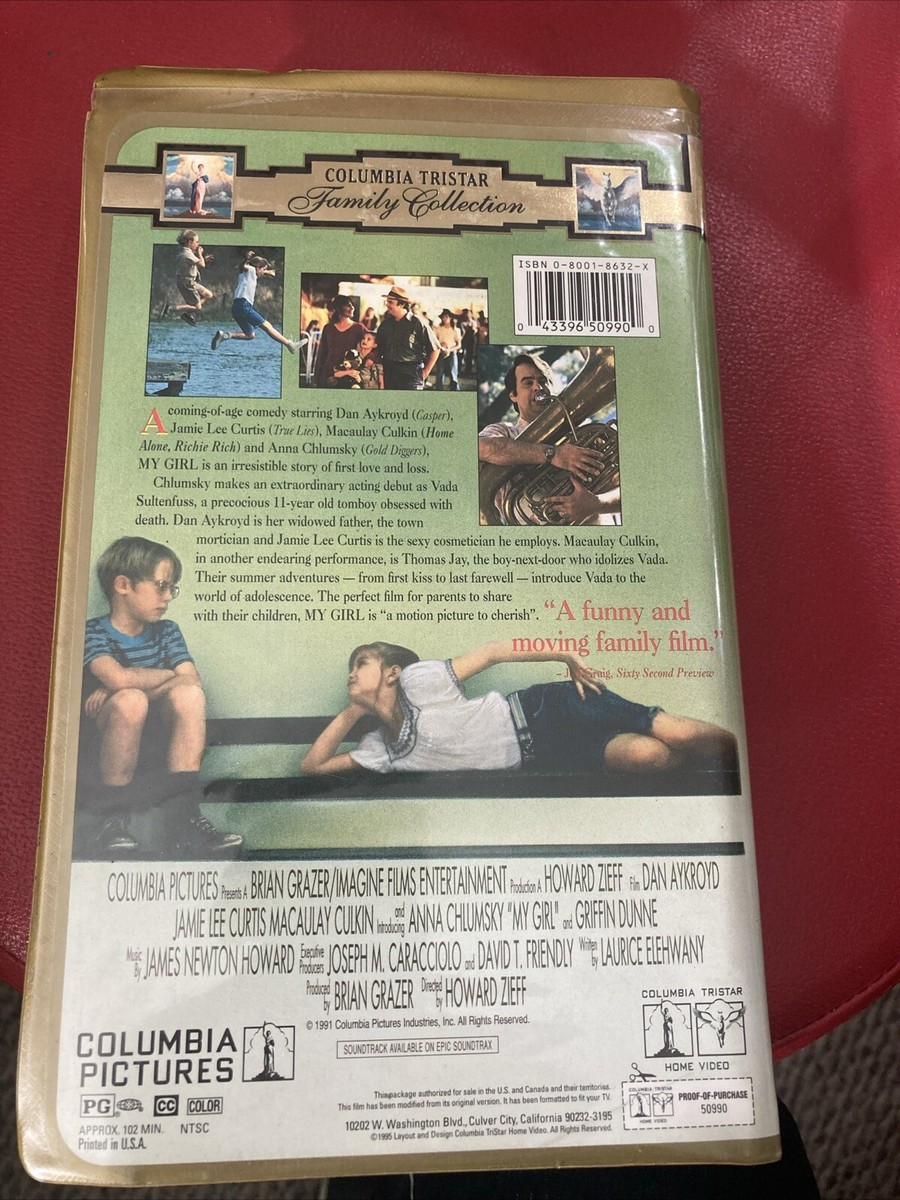 COLUMBIA TRISTAR
Family Collection
ISBN 0-8001-8632-X
0 43396 50990 0
A coming-of-age comedy starring Dan Aykroyd (Casper),
Jamie Lee Curtis (True Lies), Macaulay Culkin (Home
Alone, Richie Rich) and Anna Chlumsky (Gold Diggers),
MY GIRL is an irresistible story of first love and loss.
Chlumsky makes an extraordinary acting debut as Vada
Sultenfuss, a precocious 11-year old tomboy obsessed with
death. Dan Aykroyd is her widowed father, the town
mortician and Jamie Lee Curtis is the sexy cosmetician he employs. Macaulay Culkin,
in another endearing performance, is Thomas Jay, the boy-next-door who idolizes Vada.
Their summer adventures — from first kiss to last farewell — introduce Vada to the
world of adolescence. The perfect film for parents to share
with their children, MY GIRL is “a motion picture to cherish”.
“A funny and
moving family film.”
– Craig, Sixty Second Preview
COLUMBIA PICTURES Presents A BRIAN GRAZER/IMAGINE FILMS ENTERTAINMENT Production A HOWARD ZIEFF Film DAN AYKROYD
JAMIE LEE CURTIS MACAULAY CULKIN and Introducing ANNA CHLUMSKY "MY GIRL" and GRIFFIN DUNNE
Music By JAMES NEWTON HOWARD Executive Producers JOSEPH M. CARACCIOLO and DAVID T. FRIENDLY Written by LAURICE ELEHWANY
Produced by BRIAN GRAZER Directed by HOWARD ZIEFF
© 1991 Columbia Pictures Industries, Inc. All Rights Reserved.
SOUNDTRACK AVAILABLE ON EPIC SOUNDTRAX
COLUMBIA
PICTURES
PG CC COLOR
APPROX. 102 MIN. NTSC
Printed in U.S.A.
COLUMBIA TRISTAR
HOME VIDEO
This package authorized for sale in the U.S. and Canada and their territories.
This film has been modified from its original version. It has been formatted to fit your TV.
10202 W. Washington Blvd., Culver City, California 90232-3195
©1995 Layout and Design Columbia TriStar Home Video. All Rights Reserved.
COLUMBIA TRISTAR
HOME VIDEO
PROOF-OF-PURCHASE
50990